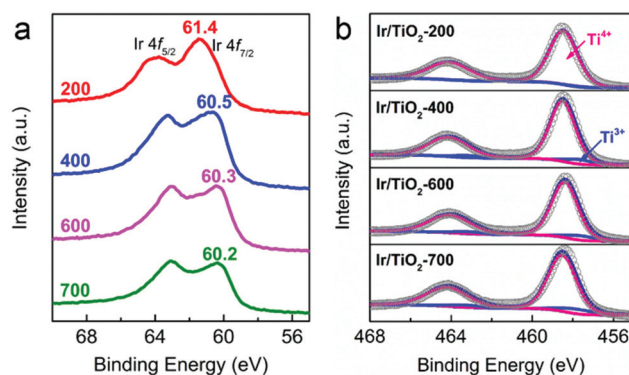 a
61.4
Ir 4f5/2
Ir 4f7/2
200
60.5
400
60.3
600
60.2
700
68 64 60 56
Binding Energy (eV)
Intensity (a.u.)
b
Ir/TiO2-200
Ti4+
Ir/TiO2-400
Ti3+
Ir/TiO2-600
Ir/TiO2-700
468 464 460 456
Binding Energy (eV)
Intensity (a.u.)